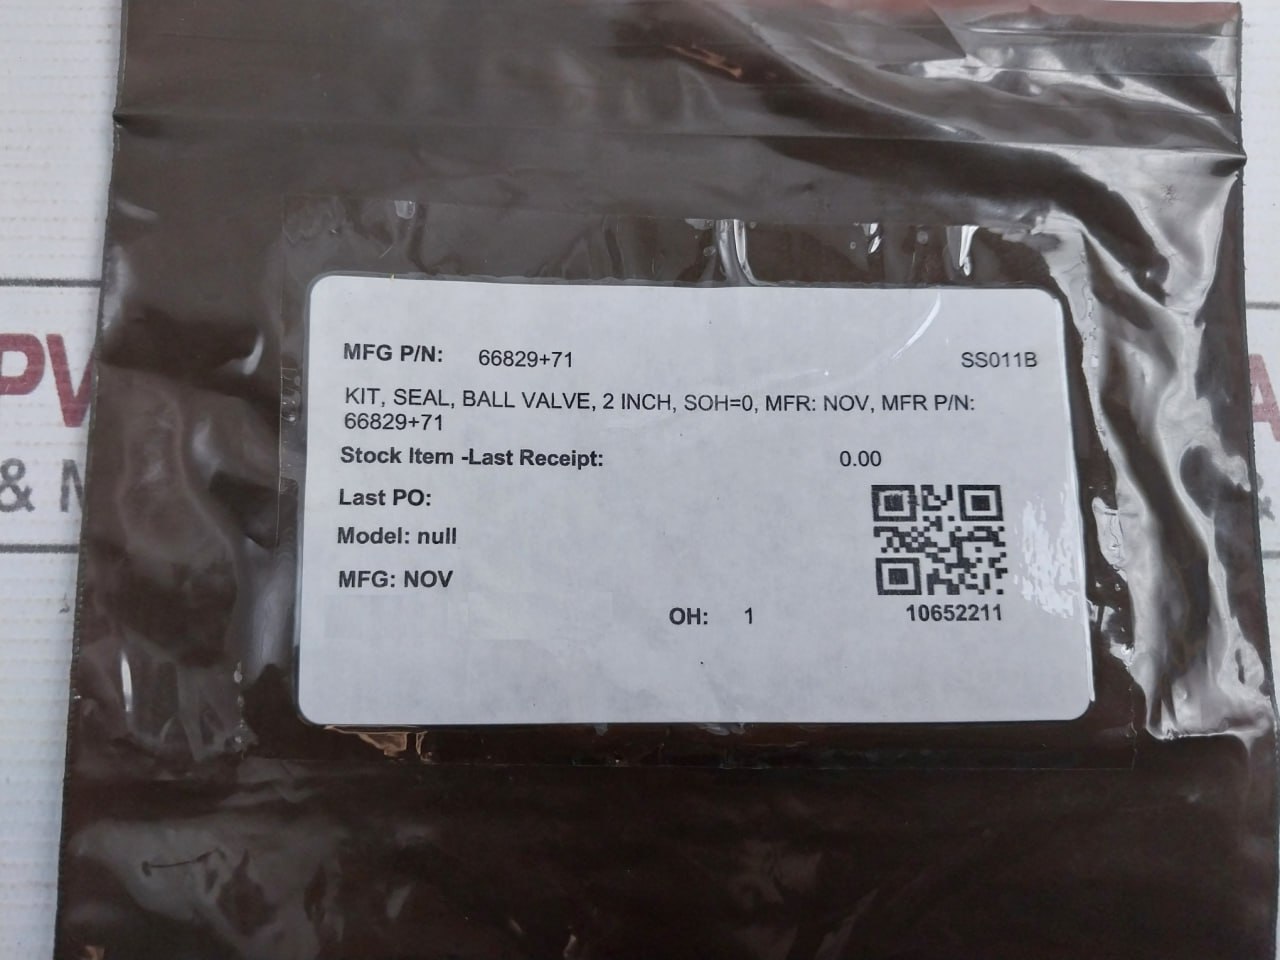 MFG P/N: 66829+71 SS011B
KIT, SEAL, BALL VALVE, 2 INCH, SOH=0, MFR: NOV, MFR P/N:
66829+71
Stock Item -Last Receipt: 0.00
Last PO:
Model: null
MFG: NOV
OH: 1
10652211
PV
&
A
&